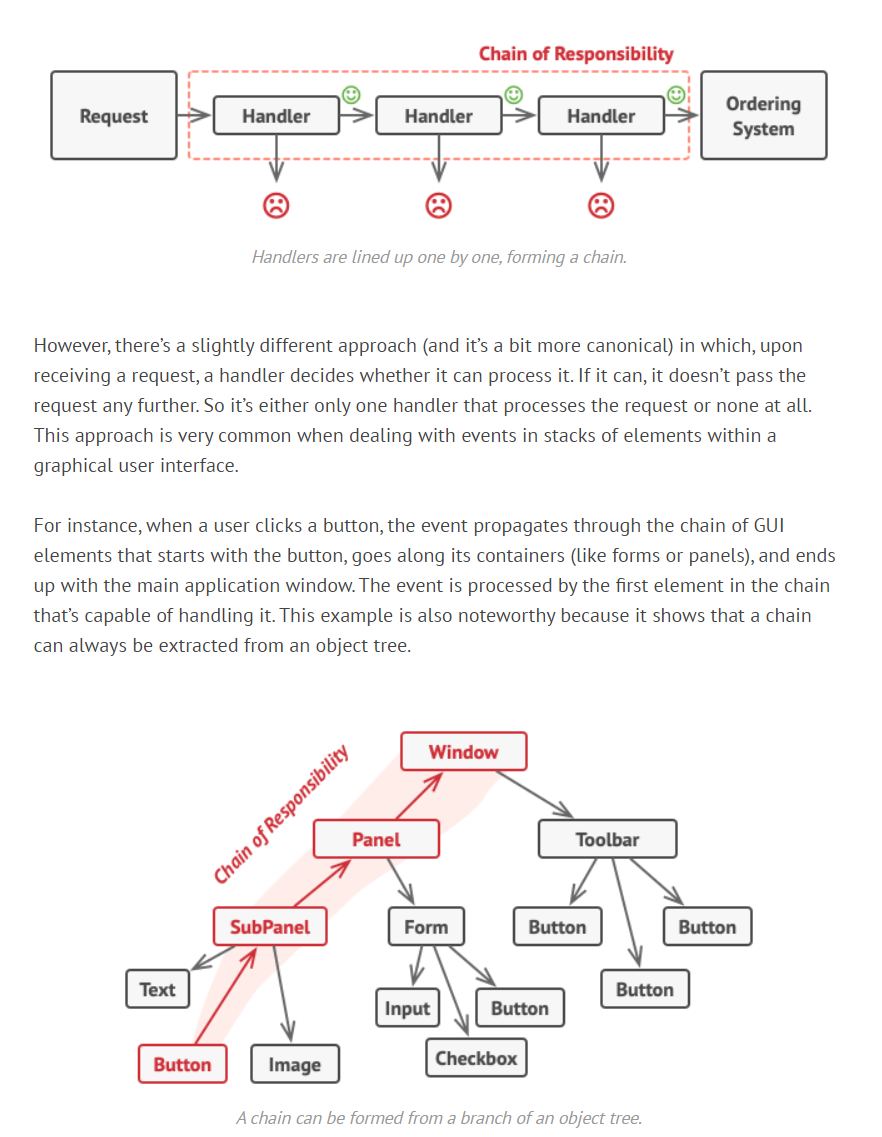 Chain of Responsibility
Request
Handler
Handler
Handler
Ordering
System
Handlers are lined up one by one, forming a chain.
However, there’s a slightly different approach (and it’s a bit more canonical) in which, upon
receiving a request, a handler decides whether it can process it. If it can, it doesn’t pass the
request any further. So it’s either only one handler that processes the request or none at all.
This approach is very common when dealing with events in stacks of elements within a
graphical user interface.
For instance, when a user clicks a button, the event propagates through the chain of GUI
elements that starts with the button, goes along its containers (like forms or panels), and ends
up with the main application window. The event is processed by the first element in the chain
that’s capable of handling it. This example is also noteworthy because it shows that a chain
can always be extracted from an object tree.
Chain of Responsibility
Window
Panel
Toolbar
SubPanel
Form
Button
Button
Text
Button
Input
Button
Button
Image
Checkbox
A chain can be formed from a branch of an object tree.